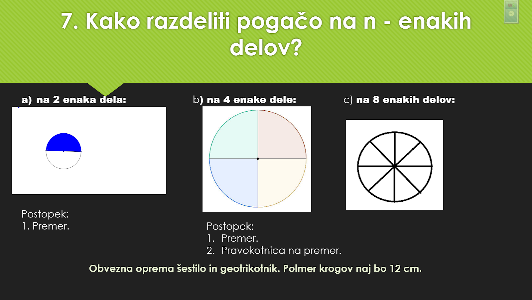 7. Kako razdeliti pogačo na n - enakih
delov?
a) na 2 enaka dela:
b) na 4 enake dele:
c) na 8 enakih delov:
Postopek:
1. Premer.
Postopek:
1. Premer.
2. Pravokotnica na premer.
Obvezna oprema šestilo in geotrikotnik. Polmer krogov naj bo 12 cm.